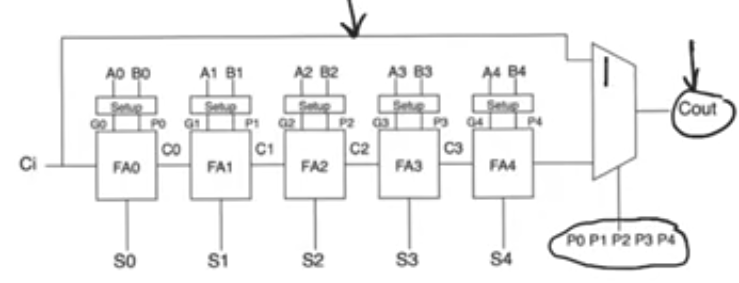 A0 B0 A1 B1 A2 B2 A3 B3 A4 B4
Setup Setup Setup Setup Setup
G0 P0 G1 P1 G2 P2 G3 P3 G4 P4
Ci FA0 C0 FA1 C1 FA2 C2 FA3 C3 FA4
1
Cout
P0 P1 P2 P3 P4
S0 S1 S2 S3 S4